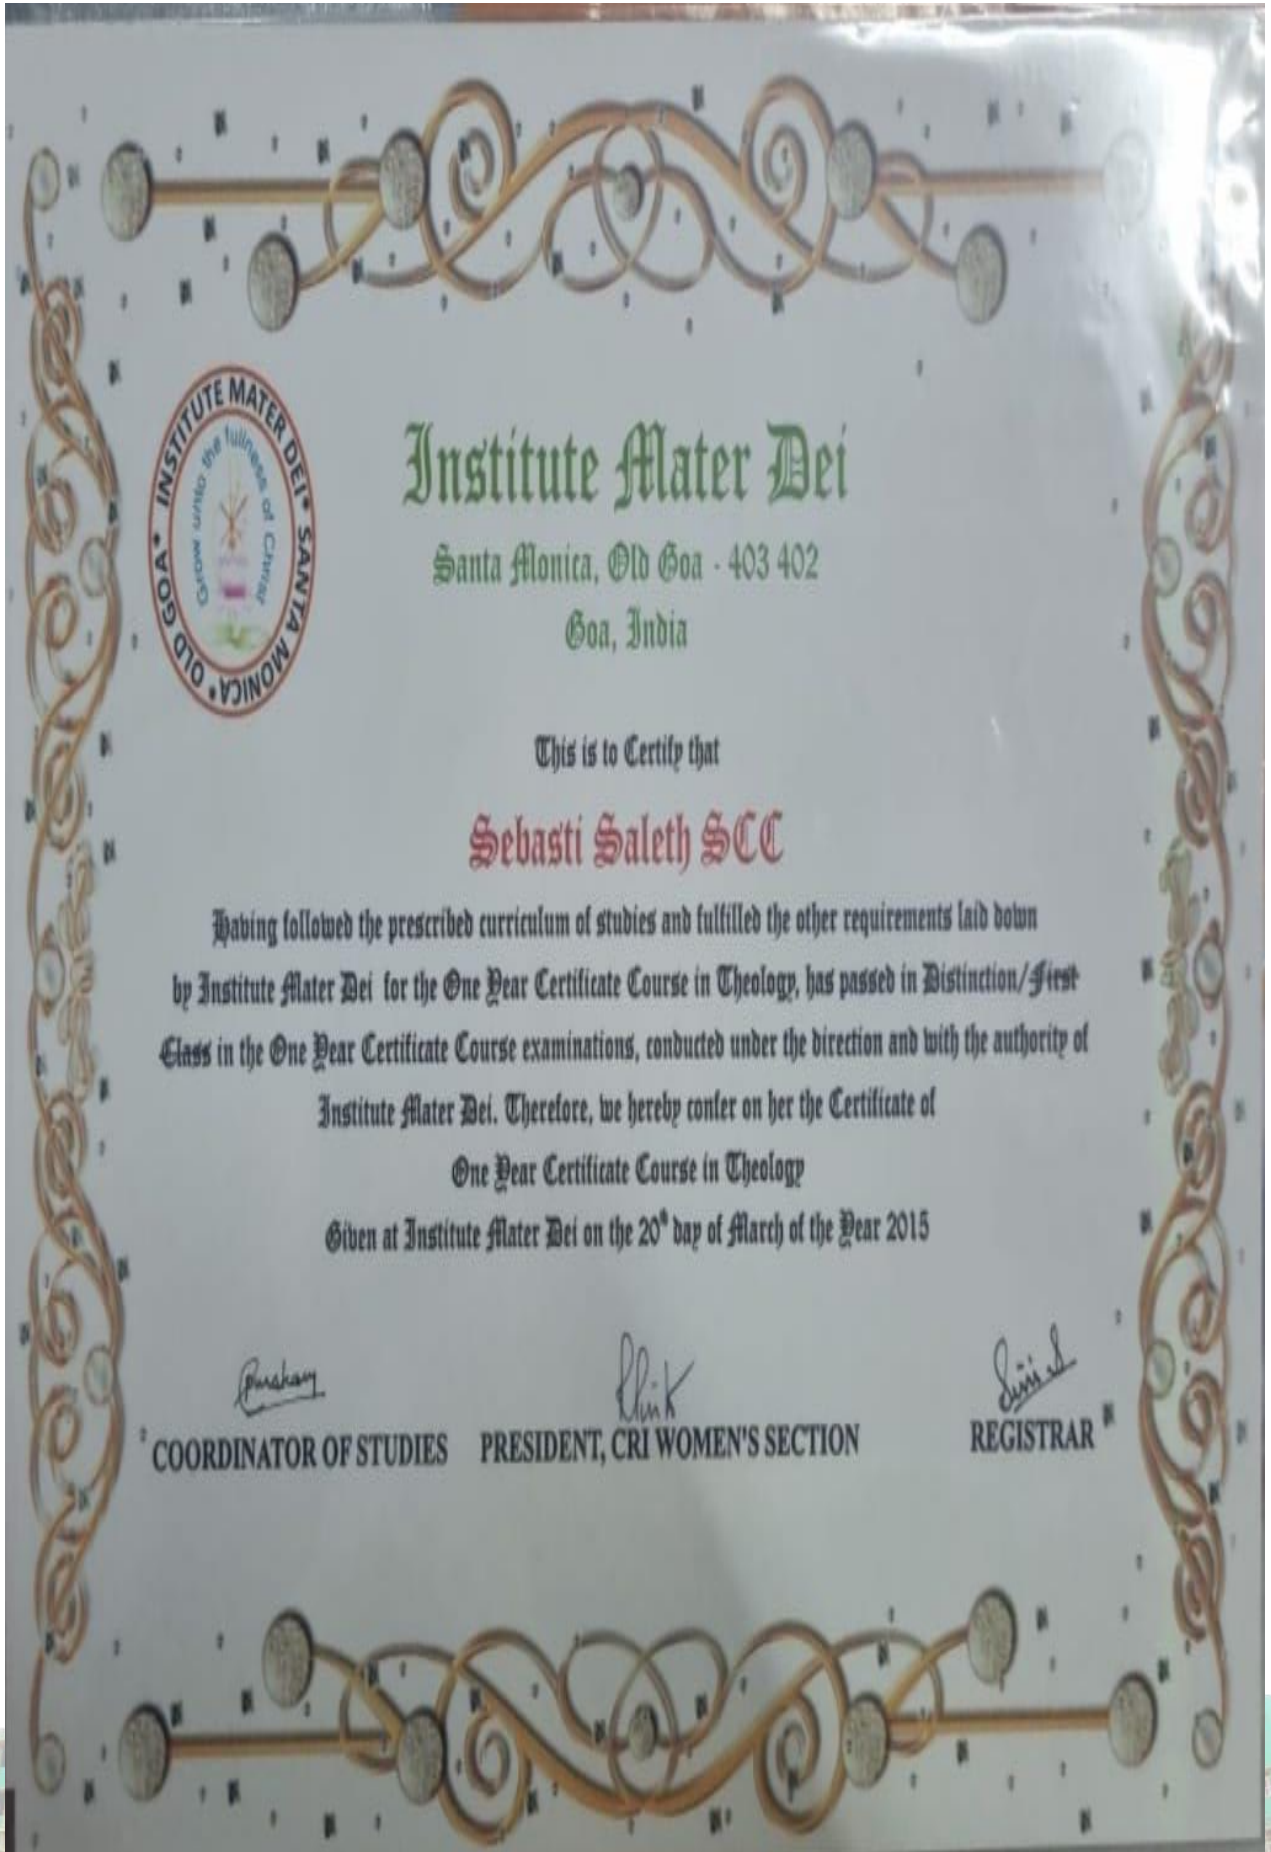 INSTITUTE MATER DEI * SANTA MONICA * OLD GOA *
Grow unto the fullness of Christ
Institute Mater Dei
Santa Monica, Old Goa - 403 402
Goa, India
This is to Certify that
Sebasti Saleth SCC
Having followed the prescribed curriculum of studies and fulfilled the other requirements laid down
by Institute Mater Dei for the One Year Certificate Course in Theology, has passed in Distinction/First
Class in the One Year Certificate Course examinations, conducted under the direction and with the authority of
Institute Mater Dei. Therefore, we hereby confer on her the Certificate of
One Year Certificate Course in Theology
Given at Institute Mater Dei on the 20th day of March of the Year 2015
COORDINATOR OF STUDIES PRESIDENT, CRI WOMEN'S SECTION REGISTRAR